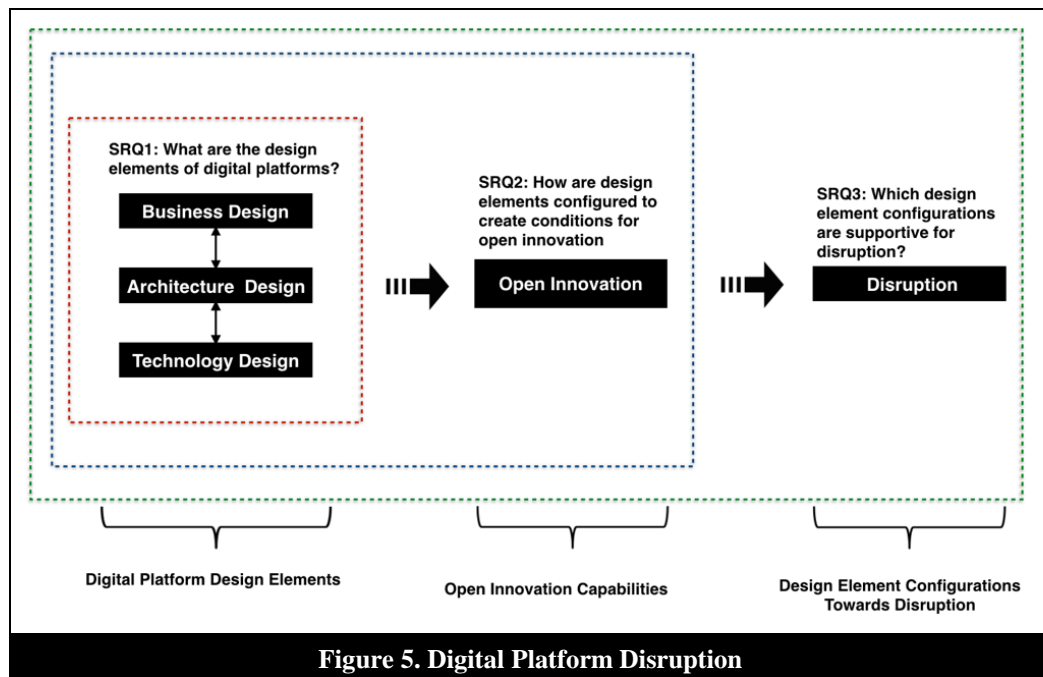 SRQ1: What are the design
elements of digital platforms?
Business Design
Architecture Design
Technology Design
SRQ2: How are design
elements configured to
create conditions for
open innovation
Open Innovation
SRQ3: Which design
element configurations
are supportive for
disruption?
Disruption
Digital Platform Design Elements
Open Innovation Capabilities
Design Element Configurations
Towards Disruption
Figure 5. Digital Platform Disruption